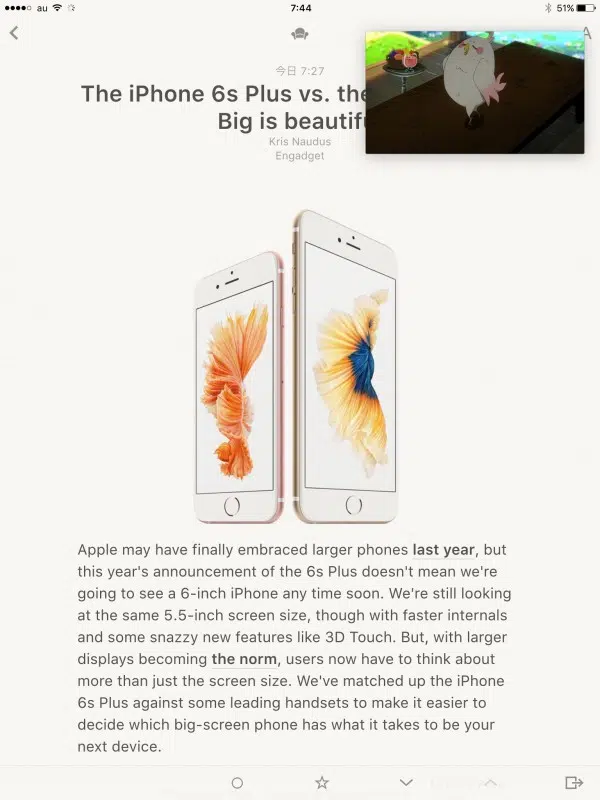 au
7:44
51%
A
今日 7:27
The iPhone 6s Plus vs. the
Big is beautifu
Kris Naudus
Engadget
Apple may have finally embraced larger phones last year, but
this year's announcement of the 6s Plus doesn't mean we're
going to see a 6-inch iPhone any time soon. We're still looking
at the same 5.5-inch screen size, though with faster internals
and some snazzy new features like 3D Touch. But, with larger
displays becoming the norm, users now have to think about
more than just the screen size. We've matched up the iPhone
6s Plus against some leading handsets to make it easier to
decide which big-screen phone has what it takes to be your
next device.